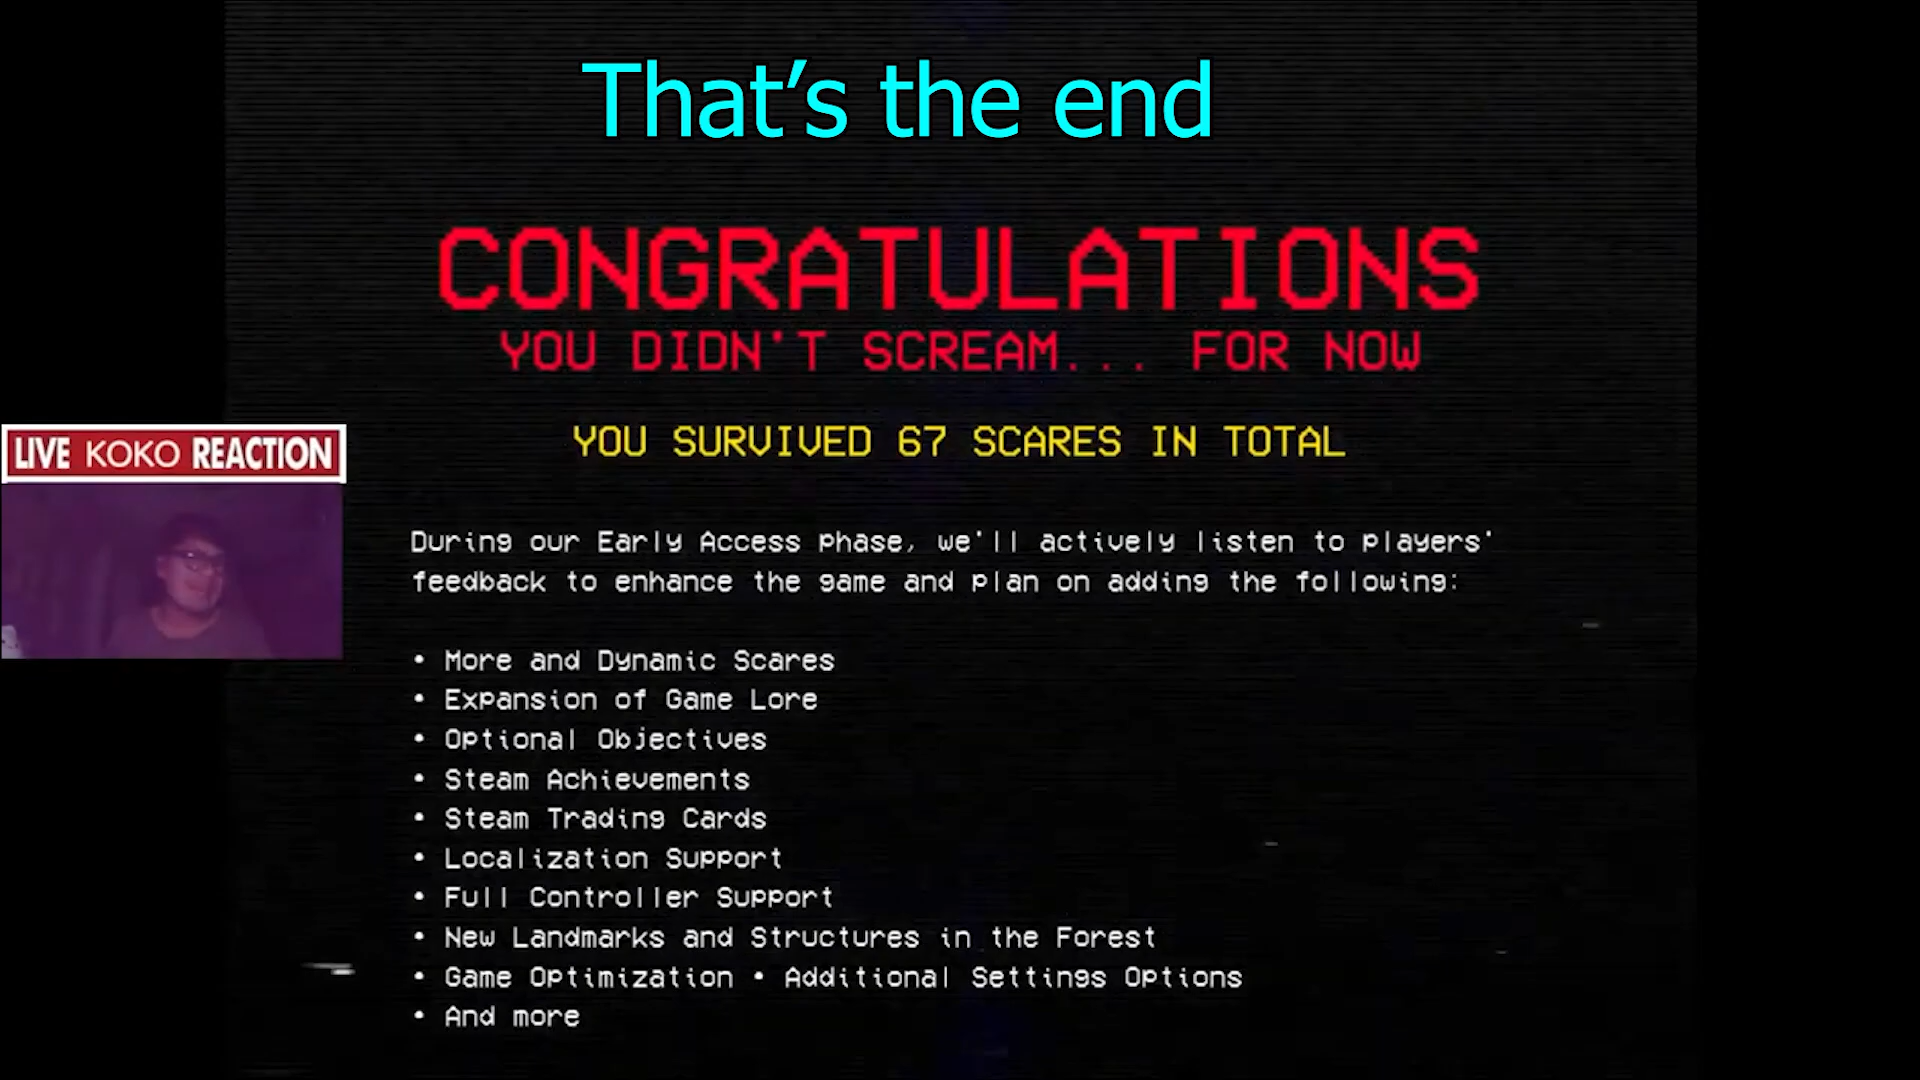 That’s the end
CONGRATULATIONS
YOU DIDN'T SCREAM... FOR NOW
YOU SURVIVED 67 SCARES IN TOTAL
LIVE KOKO REACTION
During our Early Access phase, we'll actively listen to players'
feedback to enhance the game and plan on adding the following:
• More and Dynamic Scares
• Expansion of Game Lore
• Optional Objectives
• Steam Achievements
• Steam Trading Cards
• Localization Support
• Full Controller Support
• New Landmarks and Structures in the Forest
• Game Optimization • Additional Settings Options
• And more